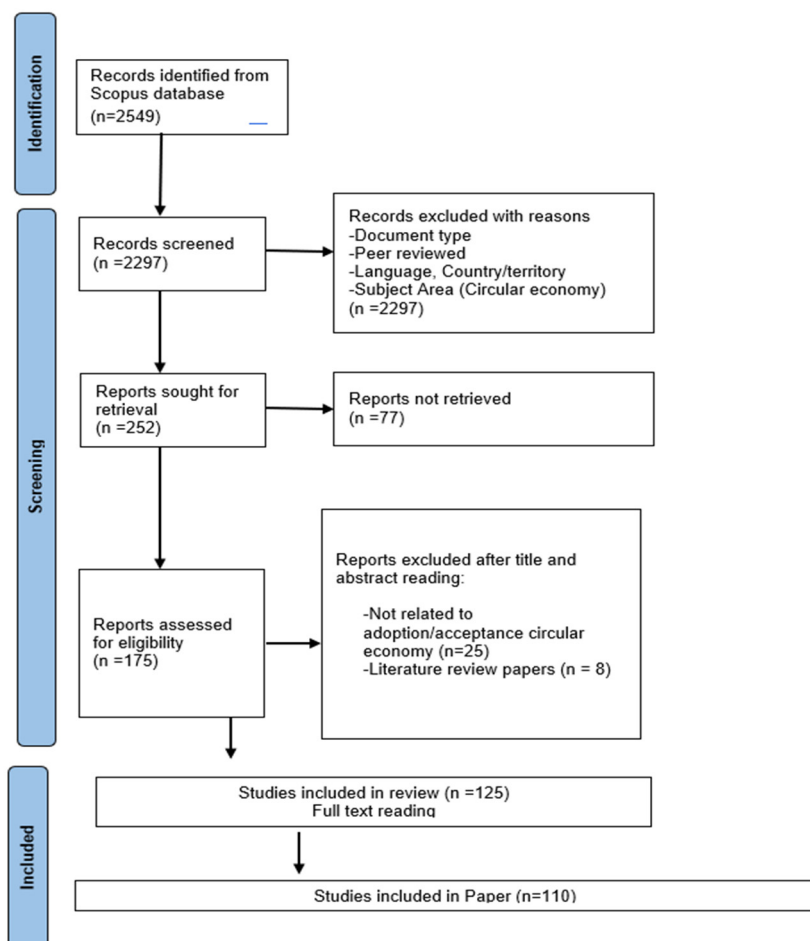 Identification
Records identified from
Scopus database
(n=2549)
Screening
Records screened
(n =2297)
Records excluded with reasons
-Document type
-Peer reviewed
-Language, Country/territory
-Subject Area (Circular economy)
(n =2297)
Reports sought for
retrieval
(n =252)
Reports not retrieved
(n =77)
Reports assessed
for eligibility
(n =175)
Reports excluded after title and
abstract reading:
-Not related to
adoption/acceptance circular
economy (n=25)
-Literature review papers (n = 8)
Included
Studies included in review (n =125)
Full text reading
Studies included in Paper (n=110)